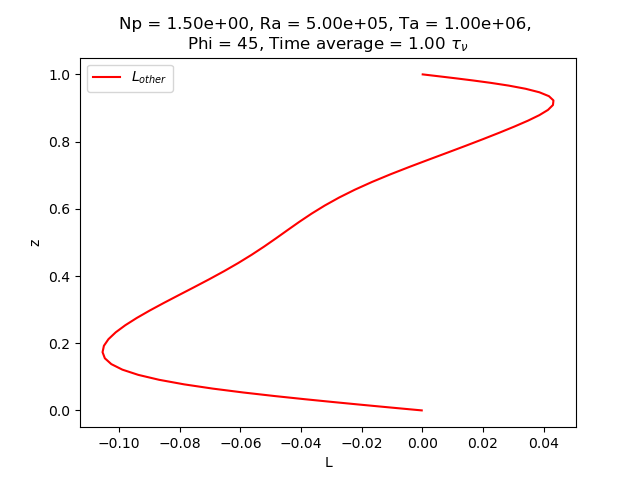 Np = 1.50e+00, Ra = 5.00e+05, Ta = 1.00e+06,
Phi = 45, Time average = 1.00 τ_ν
L_other
1.0
0.8
0.6
0.4
0.2
0.0
z
−0.10 −0.08 −0.06 −0.04 −0.02 0.00 0.02 0.04
L